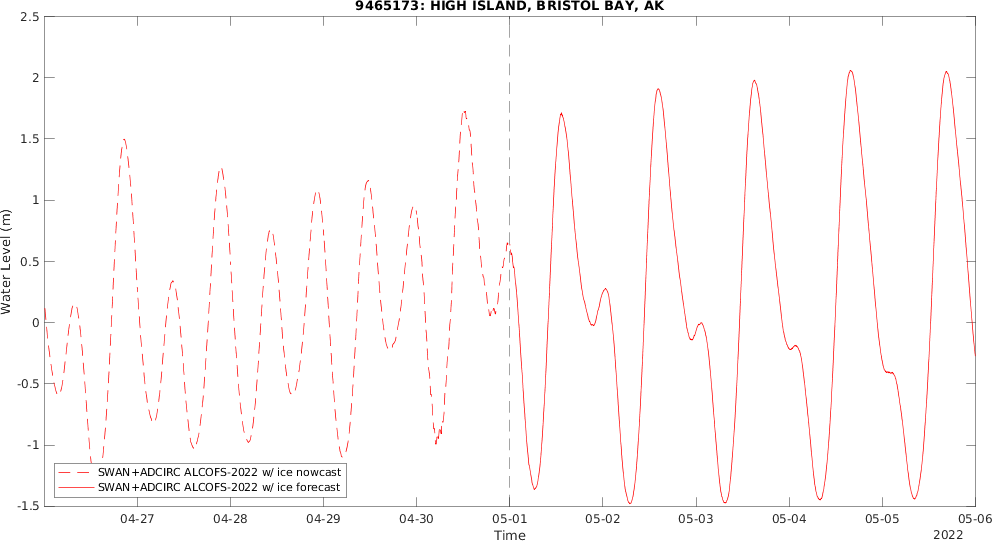 9465173: HIGH ISLAND, BRISTOL BAY, AK
2.5
2
1.5
1
0.5
0
-0.5
-1
-1.5
Water Level (m)
SWAN+ADCIRC ALCOFS-2022 w/ ice nowcast
SWAN+ADCIRC ALCOFS-2022 w/ ice forecast
04-27 04-28 04-29 04-30 05-01 05-02 05-03 05-04 05-05 05-06
Time
2022